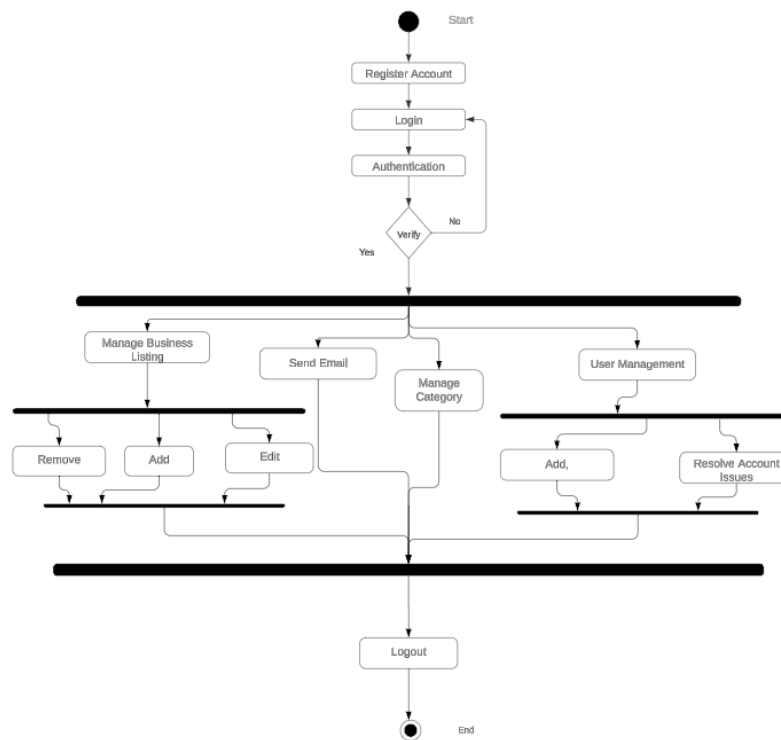 Start
Register Account
Login
Authentication
Verify
No
Yes
Manage Business
Listing
Send Email
Manage
Category
User Management
Remove
Add
Edit
Add,
Resolve Account
Issues
Logout
End